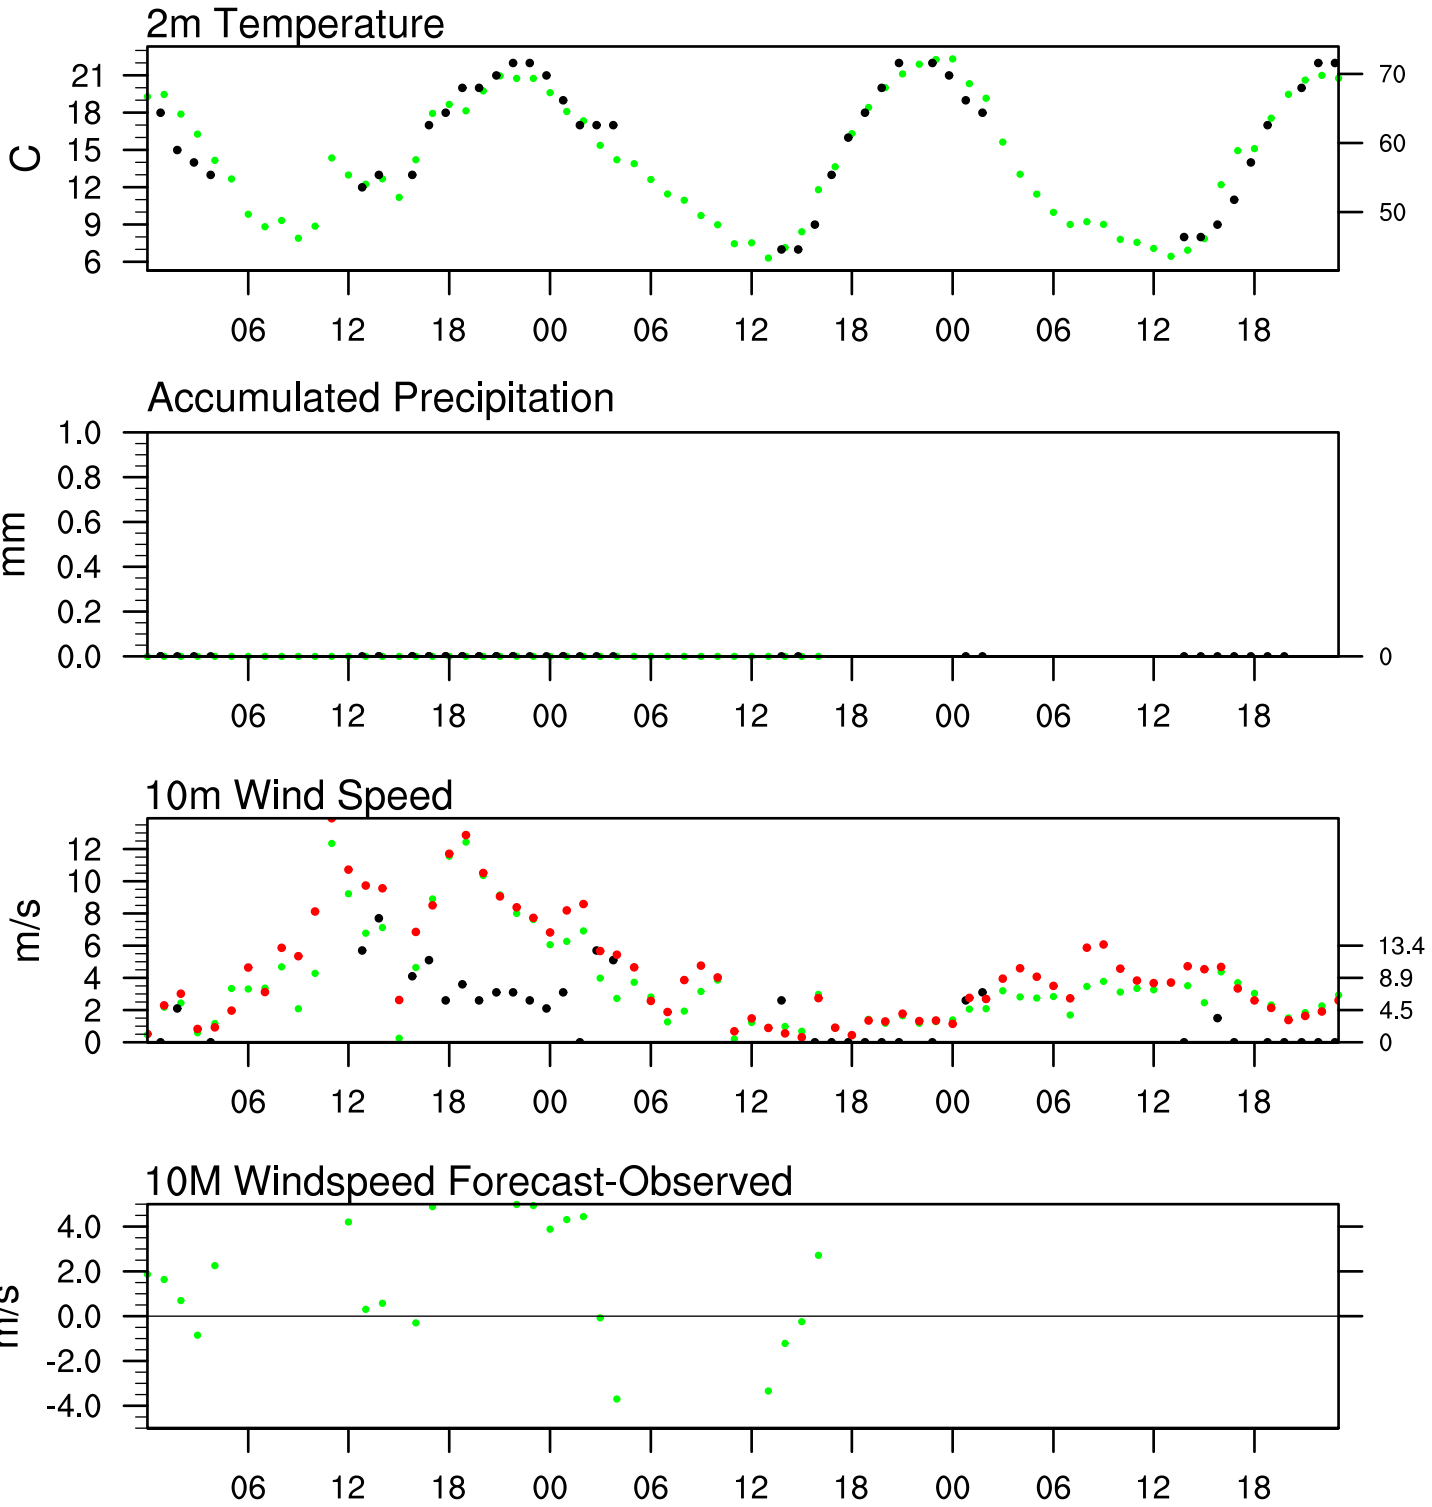 2m Temperature
21
18
15
12
9
6
C
70
60
50
06 12 18 00 06 12 18 00 06 12 18
Accumulated Precipitation
1.0
0.8
0.6
0.4
0.2
0.0
mm
0
06 12 18 00 06 12 18 00 06 12 18
10m Wind Speed
12
10
8
6
4
2
0
m/s
13.4
8.9
4.5
0
06 12 18 00 06 12 18 00 06 12 18
10M Windspeed Forecast-Observed
4.0
2.0
0.0
-2.0
-4.0
m/s
06 12 18 00 06 12 18 00 06 12 18